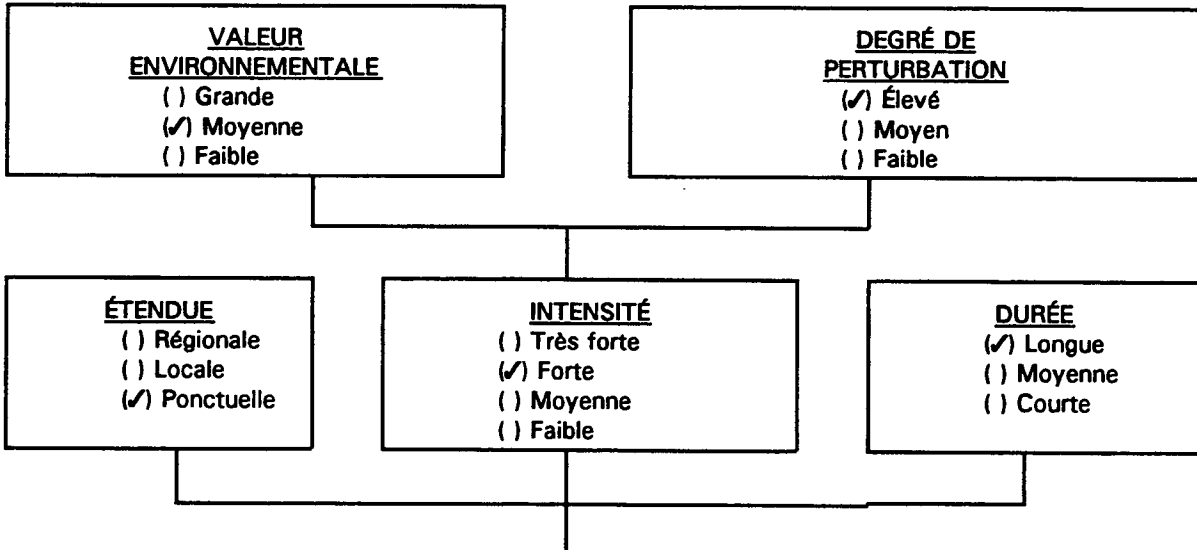 VALEUR
ENVIRONNEMENTALE
( ) Grande
(✓) Moyenne
( ) Faible
DEGRÉ DE
PERTURBATION
(✓) Élevé
( ) Moyen
( ) Faible
ÉTENDUE
( ) Régionale
( ) Locale
(✓) Ponctuelle
INTENSITÉ
( ) Très forte
(✓) Forte
( ) Moyenne
( ) Faible
DURÉE
(✓) Longue
( ) Moyenne
( ) Courte